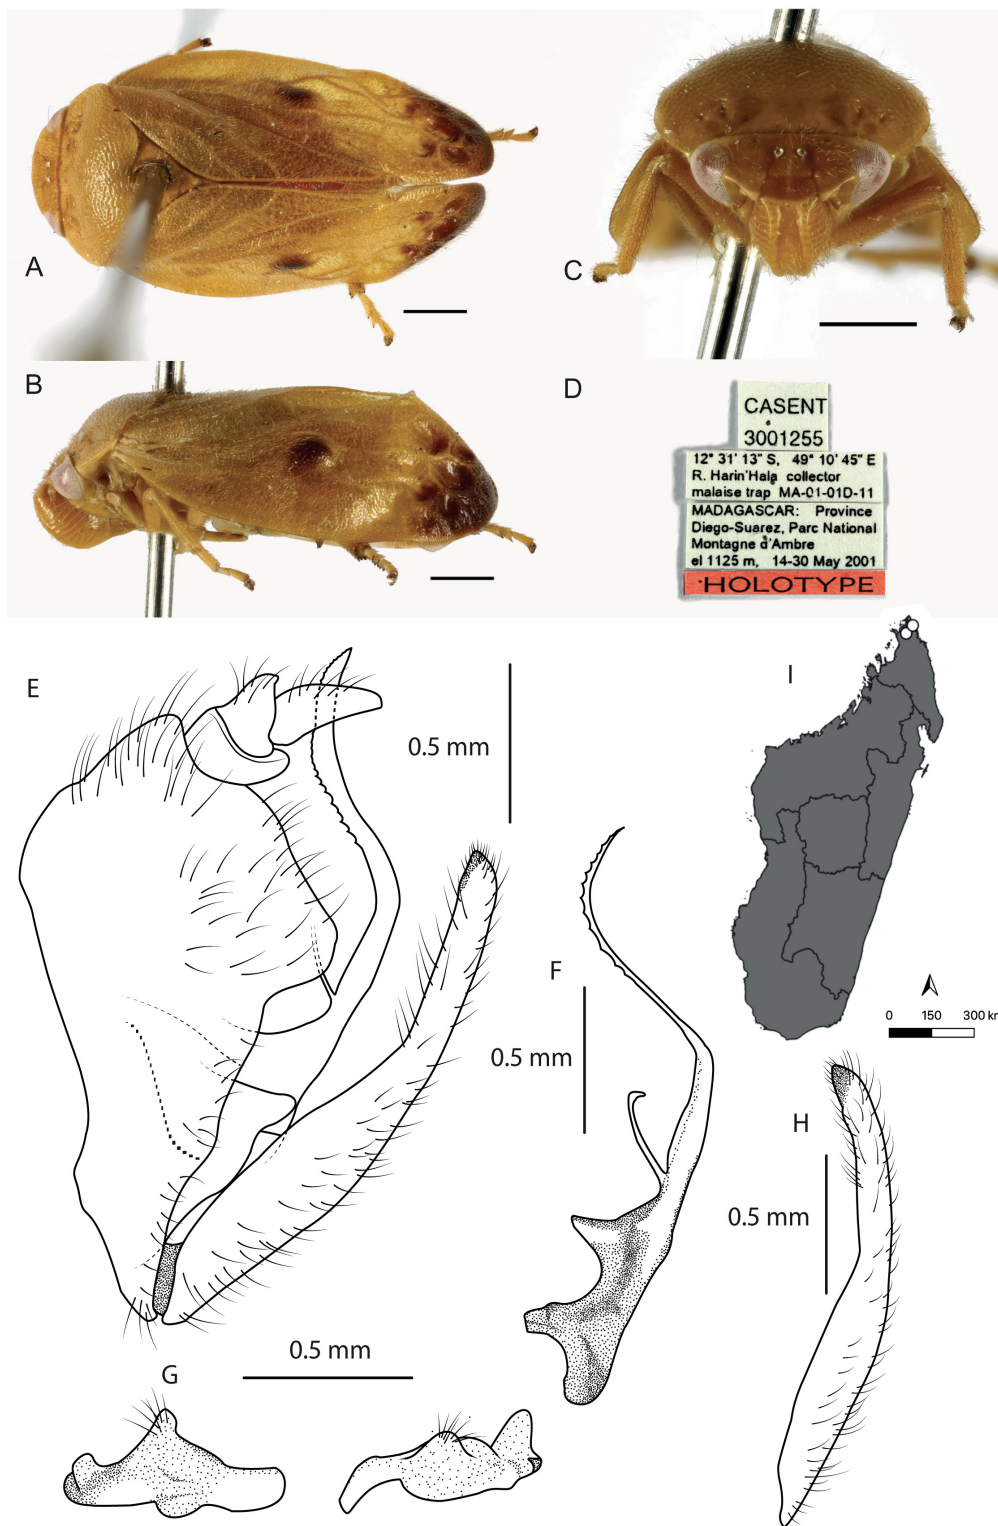 A
B
C
D
CASENT
3001255
12° 31' 13" S, 49° 10' 45" E
R. Harin'Hala collector
malaise trap MA-01-01D-11
MADAGASCAR: Province
Diego-Suarez, Parc National
Montagne d'Ambre
el 1125 m, 14-30 May 2001
HOLOTYPE
E
0.5 mm
I
0 150 300 km
F
0.5 mm
H
0.5 mm
0.5 mm
G